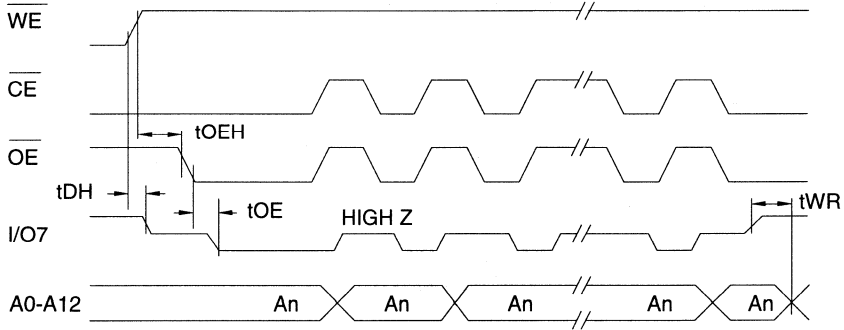 WE
CE
tOEH
OE
tDH
tOE
HIGH Z
tWR
I/O7
A0-A12
An
An
An
An
An